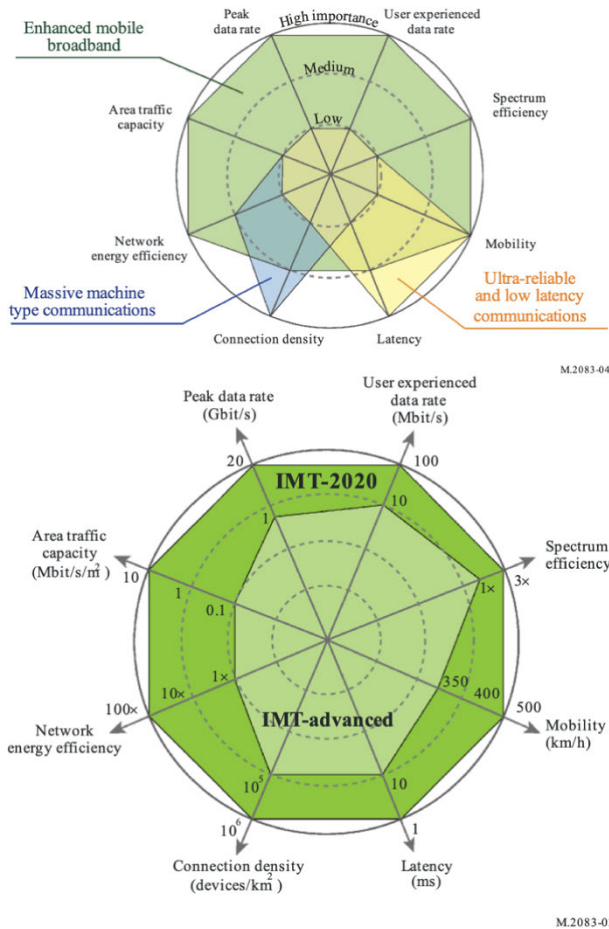 Peak
data rate
High importance
User experienced
data rate
Enhanced mobile
broadband
Medium
Area traffic
capacity
Low
Spectrum
efficiency
Network
energy efficiency
Mobility
Massive machine
type communications
Ultra-reliable
and low latency
communications
Connection density
Latency
M.2083-04
Peak data rate
(Gbit/s)
User experienced
data rate
(Mbit/s)
20
IMT-2020
100
1
10
Area traffic
capacity
(Mbit/s/m²)
Spectrum
efficiency
10
1
0.1
1×
3×
1×
10×
100×
350
400
500
Network
energy efficiency
IMT-advanced
Mobility
(km/h)
10⁵
10
10⁶
1
Connection density
(devices/km²)
Latency
(ms)